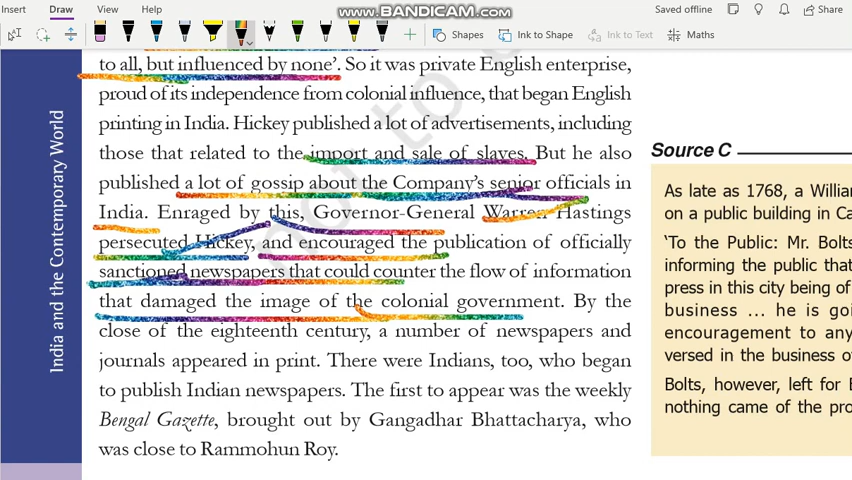 Insert Draw View Help
www.BANDICAM.com
Saved offline Share
Shapes Ink to Shape Ink to Text Maths
India and the Contemporary World
to all, but influenced by none'. So it was private English enterprise,
proud of its independence from colonial influence, that began English
printing in India. Hickey published a lot of advertisements, including
those that related to the import and sale of slaves. But he also
published a lot of gossip about the Company's senior officials in
India. Enraged by this, Governor-General Warren Hastings
persecuted Hickey, and encouraged the publication of officially
sanctioned newspapers that could counter the flow of information
that damaged the image of the colonial government. By the
close of the eighteenth century, a number of newspapers and
journals appeared in print. There were Indians, too, who began
to publish Indian newspapers. The first to appear was the weekly
Bengal Gazette, brought out by Gangadhar Bhattacharya, who
was close to Rammohun Roy.
Source C
As late as 1768, a William
on a public building in Ca
'To the Public: Mr. Bolts
informing the public tha
press in this city being of
business ... he is goi
encouragement to any
versed in the business o
Bolts, however, left for E
nothing came of the pro